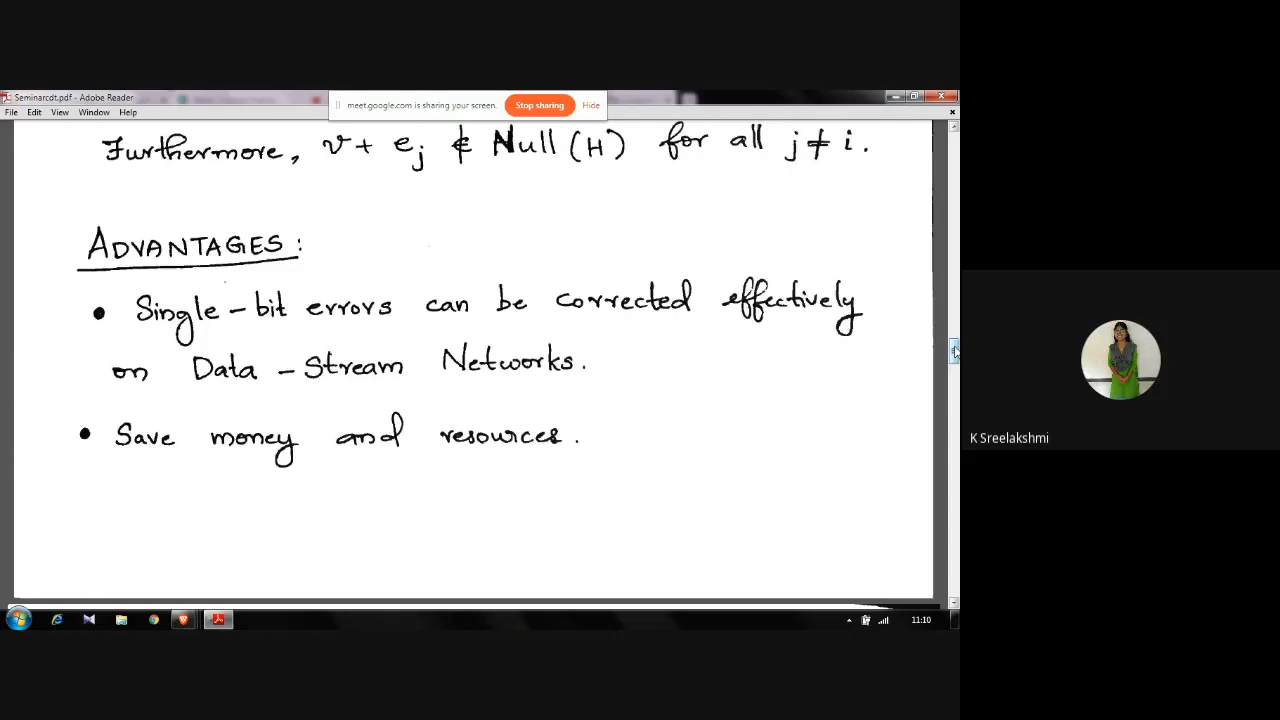 Seminarcdt.pdf - Adobe Reader
meet.google.com is sharing your screen. Stop sharing Hide
File Edit View Window Help
Furthermore, v + e_j ∉ Null (H) for all j ≠ i.
ADVANTAGES:
• Single-bit errors can be corrected effectively
on Data-Stream Networks.
• Save money and resources.
K Sreelakshmi
11:10